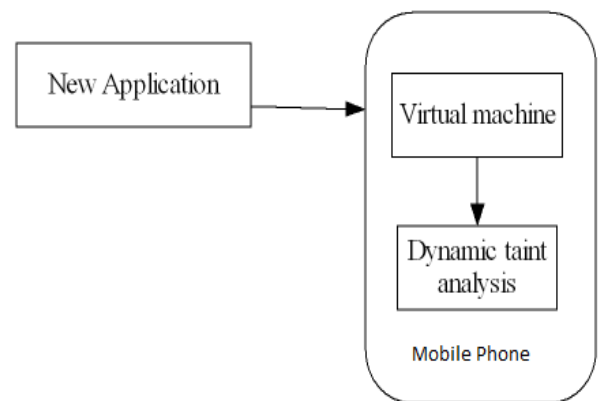 New Application
Virtual machine
Dynamic taint
analysis
Mobile Phone